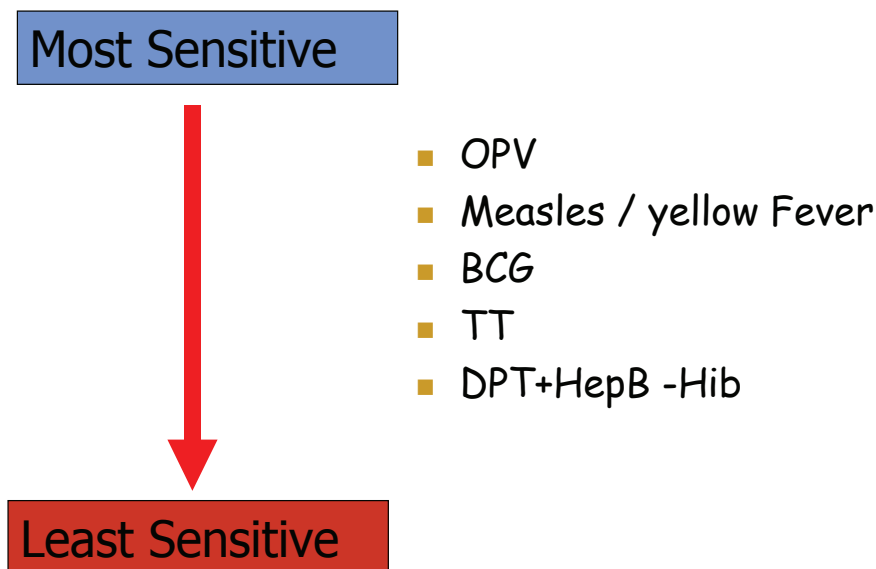 Most Sensitive
■ OPV
■ Measles / yellow Fever
■ BCG
■ TT
■ DPT+HepB -Hib
Least Sensitive